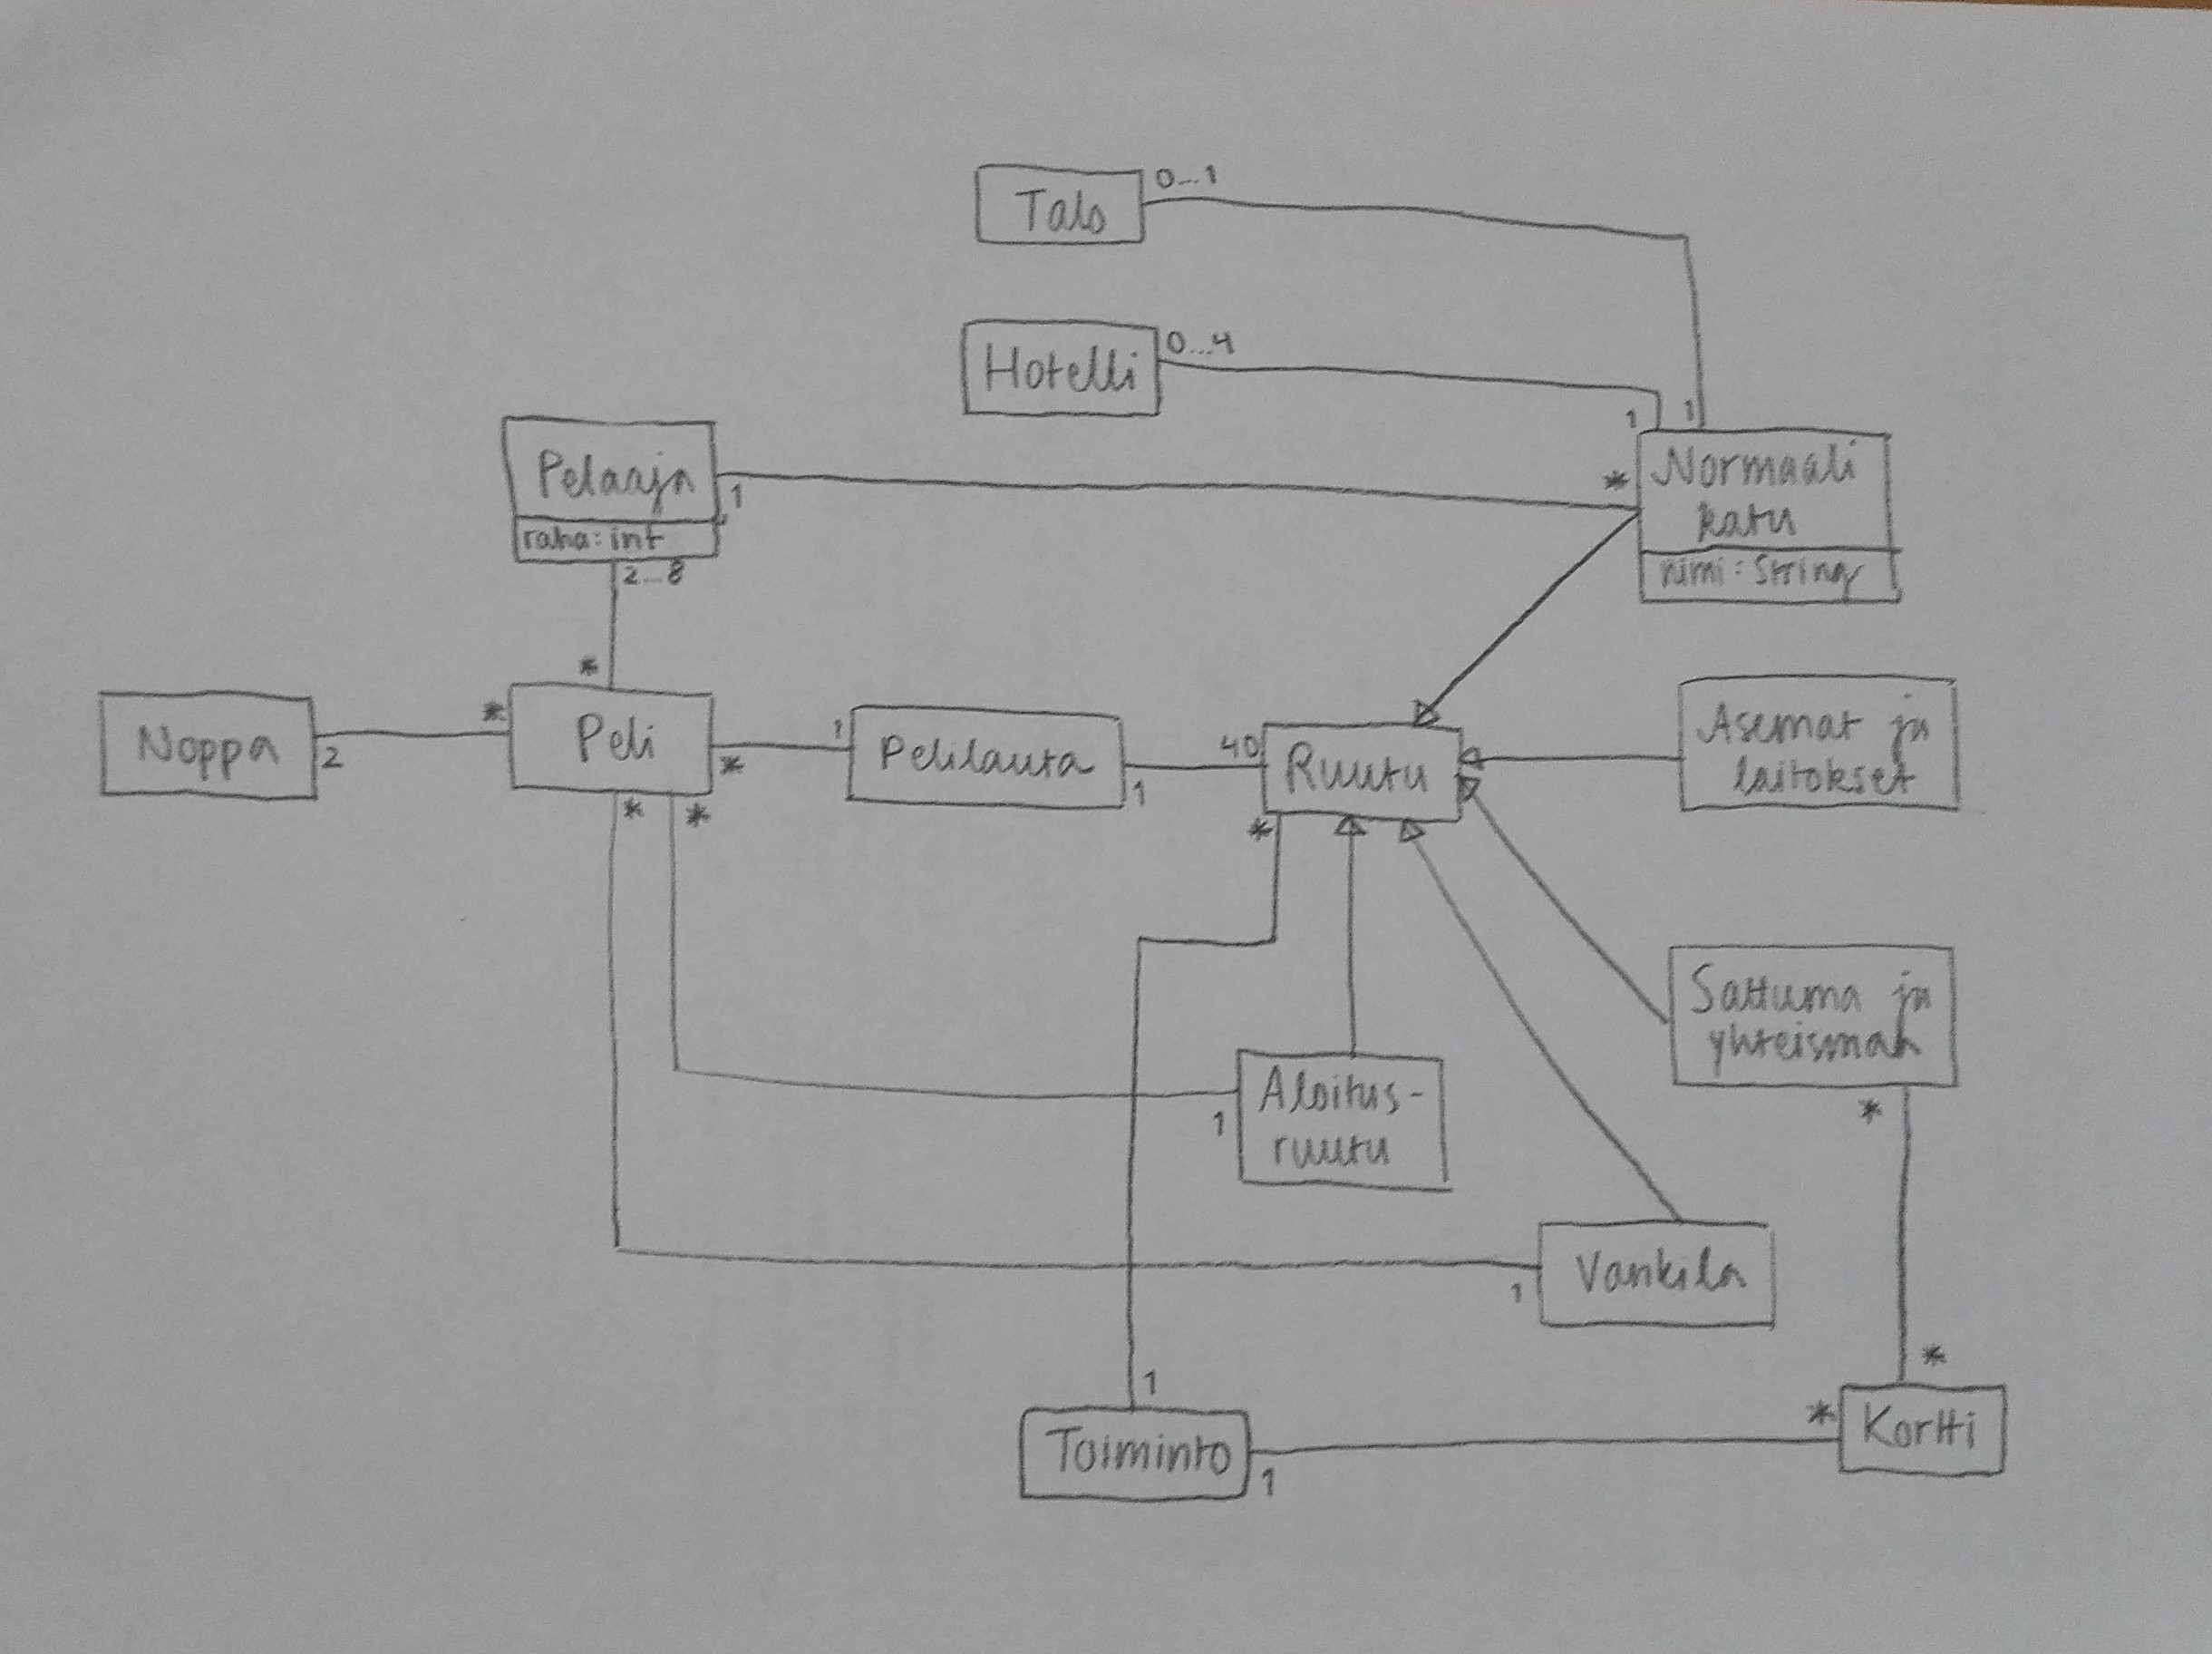 Talo
0...1
Hotelli
0...4
1
1
Pelaaja
1
*
Normaali
katu
raha: int
nimi: String
2...8
*
Noppa
2
*
Peli
*
1
Pelilauta
1
40
Ruutu
Asemat ja
laitokset
*
*
*
Sattuma ja
yhteismaa
*
Aloitus-
ruutu
1
Vankila
1
*
1
Toiminto
1
*
Kortti